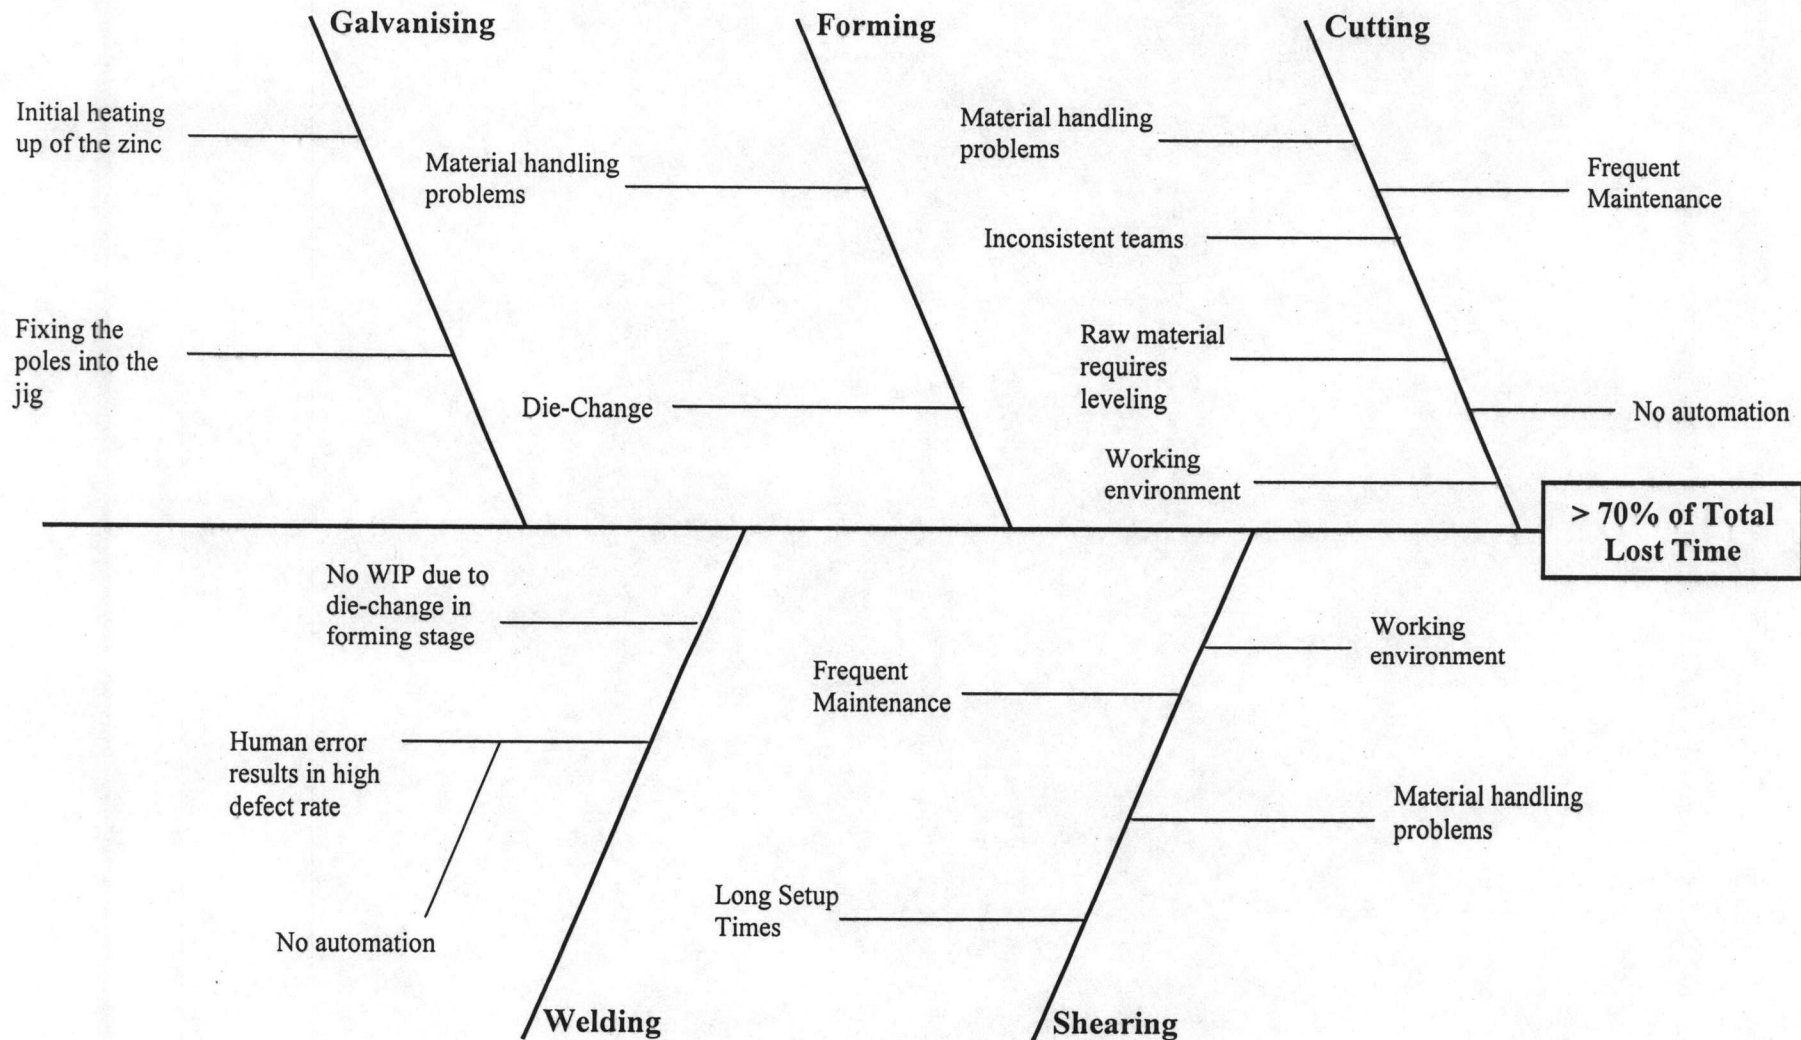 Galvanising
Forming
Cutting
Initial heating
up of the zinc
Material handling
problems
Material handling
problems
Frequent
Maintenance
Inconsistent teams
Fixing the
poles into the
jig
Die-Change
Raw material
requires
leveling
No automation
Working
environment
> 70% of Total
Lost Time
No WIP due to
die-change in
forming stage
Working
environment
Frequent
Maintenance
Human error
results in high
defect rate
Material handling
problems
Long Setup
Times
No automation
Welding
Shearing